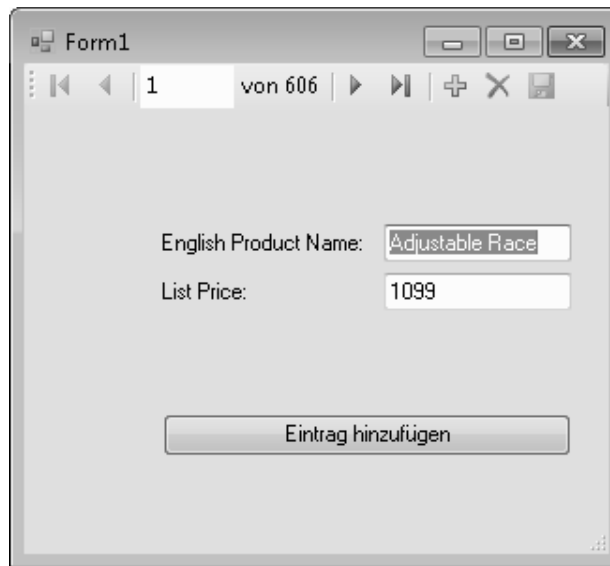 Form1
1 von 606
English Product Name: Adjustable Race
List Price: 1099
Eintrag hinzufügen